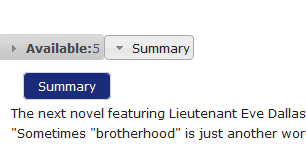 Available:5 Summary
Summary
The next novel featuring Lieutenant Eve Dallas
"Sometimes "brotherhood" is just another wor